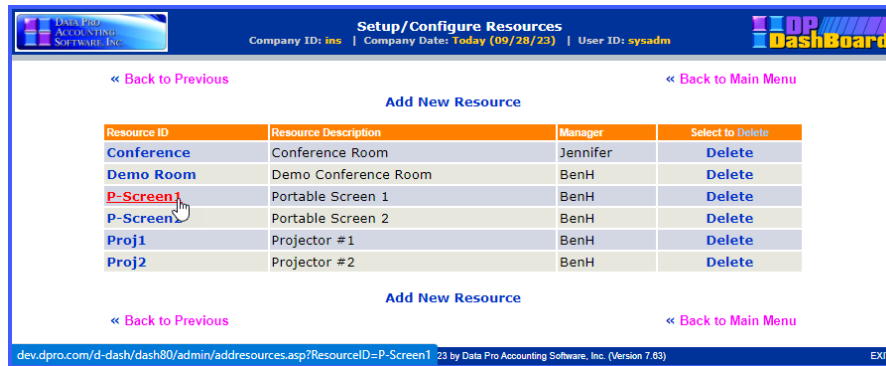 DATA PRO
ACCOUNTING
SOFTWARE, INC.
Setup/Configure Resources
Company ID: ins | Company Date: Today (09/28/23) | User ID: sysadm
DP
DashBoard
« Back to Previous
« Back to Main Menu
Add New Resource
Resource ID Resource Description Manager Select to Delete
Conference Conference Room Jennifer Delete
Demo Room Demo Conference Room BenH Delete
P-Screen1 Portable Screen 1 BenH Delete
P-Screen2 Portable Screen 2 BenH Delete
Proj1 Projector #1 BenH Delete
Proj2 Projector #2 BenH Delete
Add New Resource
« Back to Previous
« Back to Main Menu
dev.dpro.com/d-dash/dash80/admin/addresources.asp?ResourceID=P-Screen1 23 by Data Pro Accounting Software, Inc. (Version 7.63) EXI